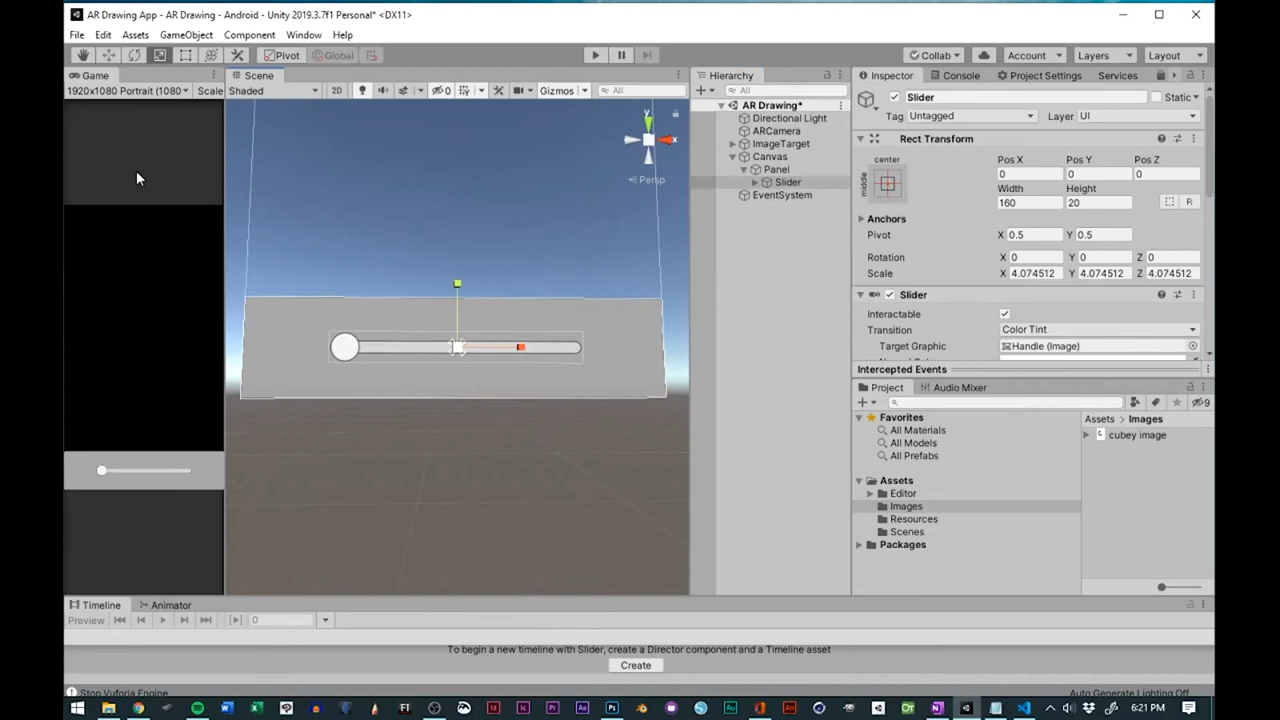 AR Drawing App - AR Drawing - Android - Unity 2019.3.7f1 Personal* <DX11>
File Edit Assets GameObject Component Window Help
Pivot Global Collab Account Layers Layout
Game Scene Hierarchy Inspector Console Project Settings Services
1920x1080 Portrait (1080 Scale Shaded 2D 0 Gizmos All All
Slider Static
AR Drawing*
Tag Untagged Layer UI
Directional Light
ARCamera
ImageTarget
Canvas
Panel
Slider
EventSystem
y
x
Persp
Rect Transform
center
middle
Pos X Pos Y Pos Z
0 0 0
Width Height
160 20 R
Anchors
Pivot X 0.5 Y 0.5
Rotation X 0 Y 0 Z 0
Scale X 4.074512 Y 4.074512 Z 4.074512
Slider
Interactable
Transition Color Tint
Target Graphic Handle (Image)
Intercepted Events
Project Audio Mixer
9
Favorites
All Materials
All Models
All Prefabs
Assets
Editor
Images
Resources
Scenes
Packages
Assets > Images
cubey image
Timeline Animator
Preview 0
To begin a new timeline with Slider, create a Director component and a Timeline asset
Create
Stop Vuforia Engine Auto Generate Lighting Off
6:21 PM